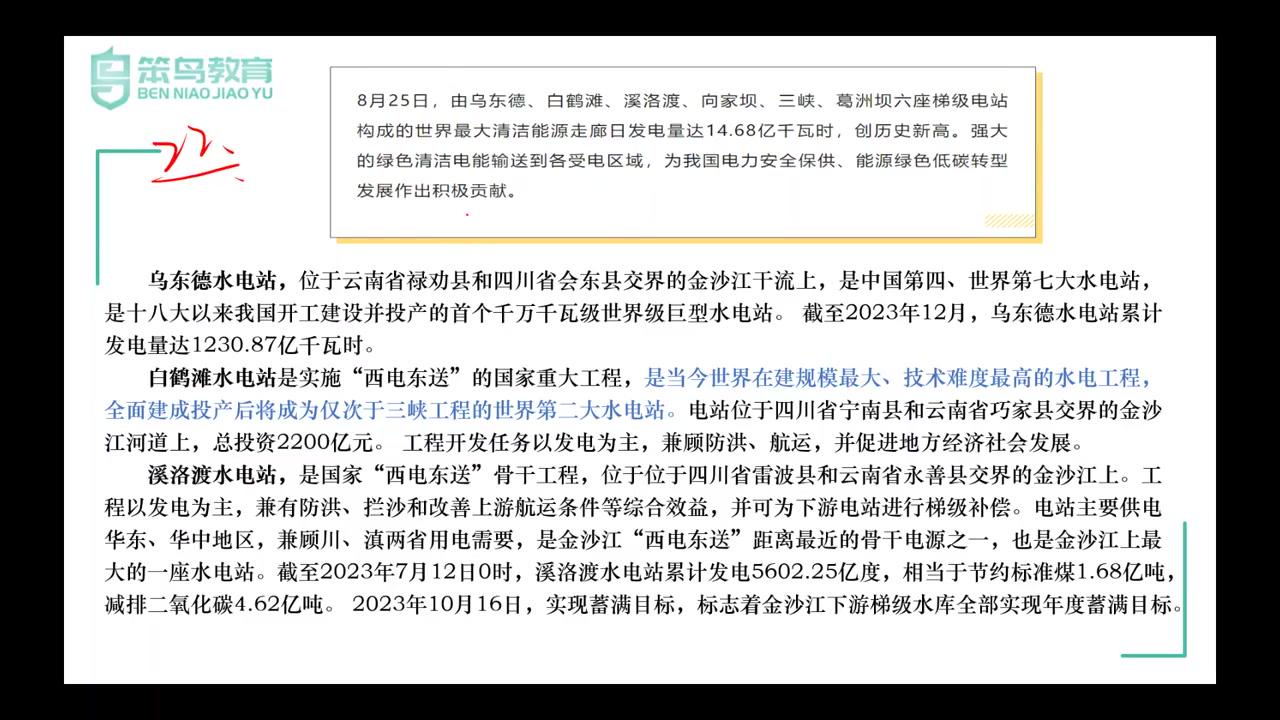 笨鸟教育
BEN NIAO JIAO YU
8月25日，由乌东德、白鹤滩、溪洛渡、向家坝、三峡、葛洲坝六座梯级电站
构成的世界最大清洁能源走廊日发电量达14.68亿千瓦时，创历史新高。强大
的绿色清洁电能输送到各受电区域，为我国电力安全保供、能源绿色低碳转型
发展作出积极贡献。
乌东德水电站，位于云南省禄劝县和四川省会东县交界的金沙江干流上，是中国第四、世界第七大水电站，
是十八大以来我国开工建设并投产的首个千万千瓦级世界级巨型水电站。 截至2023年12月，乌东德水电站累计
发电量达1230.87亿千瓦时。
白鹤滩水电站是实施“西电东送”的国家重大工程，是当今世界在建规模最大、技术难度最高的水电工程，
全面建成投产后将成为仅次于三峡工程的世界第二大水电站。电站位于四川省宁南县和云南省巧家县交界的金沙
江河道上，总投资2200亿元。 工程开发任务以发电为主，兼顾防洪、航运，并促进地方经济社会发展。
溪洛渡水电站，是国家“西电东送”骨干工程，位于位于四川省雷波县和云南省永善县交界的金沙江上。工
程以发电为主，兼有防洪、拦沙和改善上游航运条件等综合效益，并可为下游电站进行梯级补偿。电站主要供电
华东、华中地区，兼顾川、滇两省用电需要，是金沙江“西电东送”距离最近的骨干电源之一，也是金沙江上最
大的一座水电站。截至2023年7月12日0时，溪洛渡水电站累计发电5602.25亿度，相当于节约标准煤1.68亿吨，
减排二氧化碳4.62亿吨。 2023年10月16日，实现蓄满目标，标志着金沙江下游梯级水库全部实现年度蓄满目标。